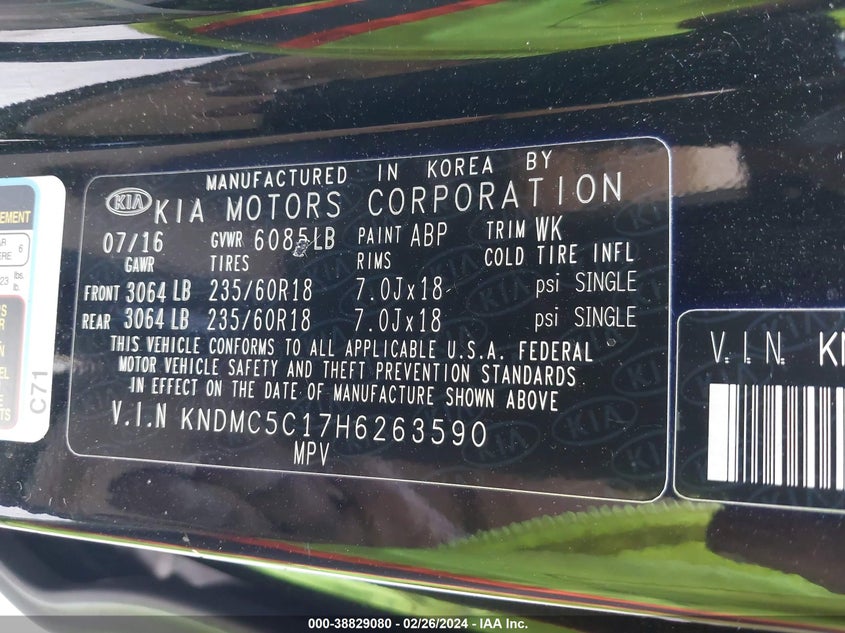 MANUFACTURED IN KOREA BY
KIA KIA MOTORS CORPORATION
07/16 GVWR 6085LB PAINT ABP TRIM WK
GAWR TIRES RIMS COLD TIRE INFL
FRONT 3064 LB 235/60R18 7.0Jx18 psi SINGLE
REAR 3064 LB 235/60R18 7.0Jx18 psi SINGLE
THIS VEHICLE CONFORMS TO ALL APPLICABLE U.S.A. FEDERAL
MOTOR VEHICLE SAFETY AND THEFT PREVENTION STANDARDS
IN EFFECT ON THE DATE OF MANUFACTURE SHOWN ABOVE
V.I.N KNDMC5C17H6263590
MPV
V.I.N. KN
C71
000-38829080 - 02/26/2024 - IAA Inc.